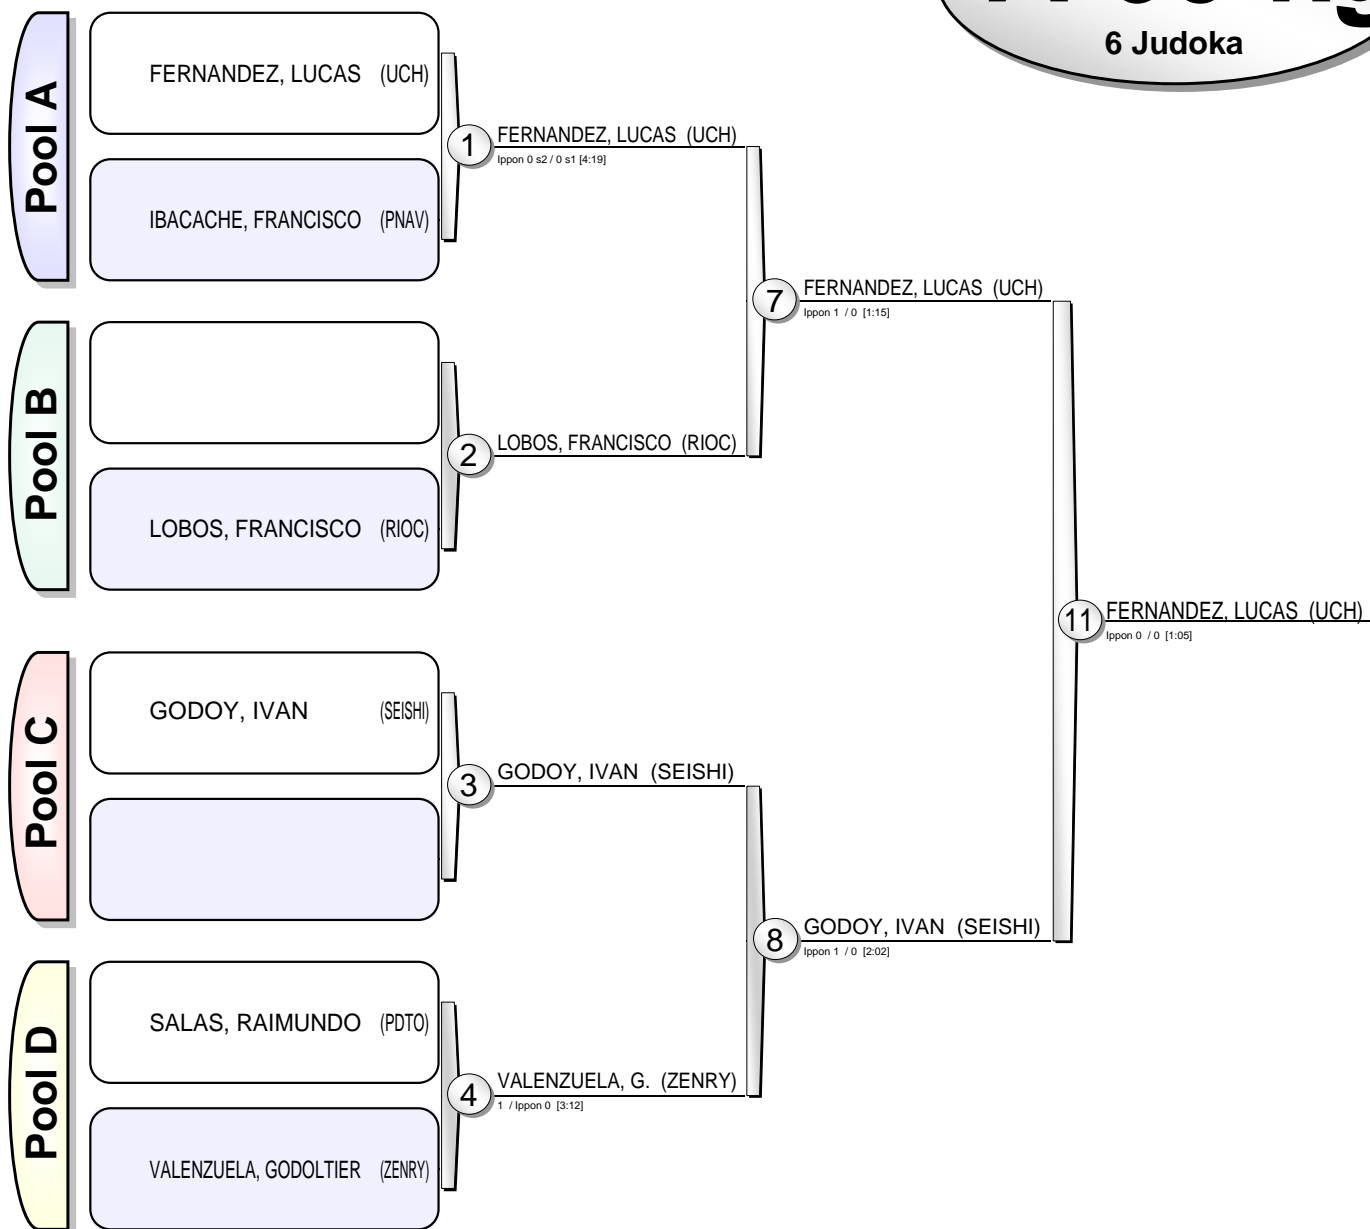 6 Judoka
Pool A
FERNANDEZ, LUCAS (UCH)
IBACACHE, FRANCISCO (PNAV)
1 FERNANDEZ, LUCAS (UCH)
Ippon 0 s2 / 0 s1 [4:19]
Pool B
LOBOS, FRANCISCO (RIOC)
2 LOBOS, FRANCISCO (RIOC)
7 FERNANDEZ, LUCAS (UCH)
Ippon 1 / 0 [1:15]
Pool C
GODOY, IVAN (SEISHI)
3 GODOY, IVAN (SEISHI)
Pool D
SALAS, RAIMUNDO (PDTO)
VALENZUELA, GODOLTIER (ZENRY)
4 VALENZUELA, G. (ZENRY)
1 / Ippon 0 [3:12]
8 GODOY, IVAN (SEISHI)
Ippon 1 / 0 [2:02]
11 FERNANDEZ, LUCAS (UCH)
Ippon 0 / 0 [1:05]